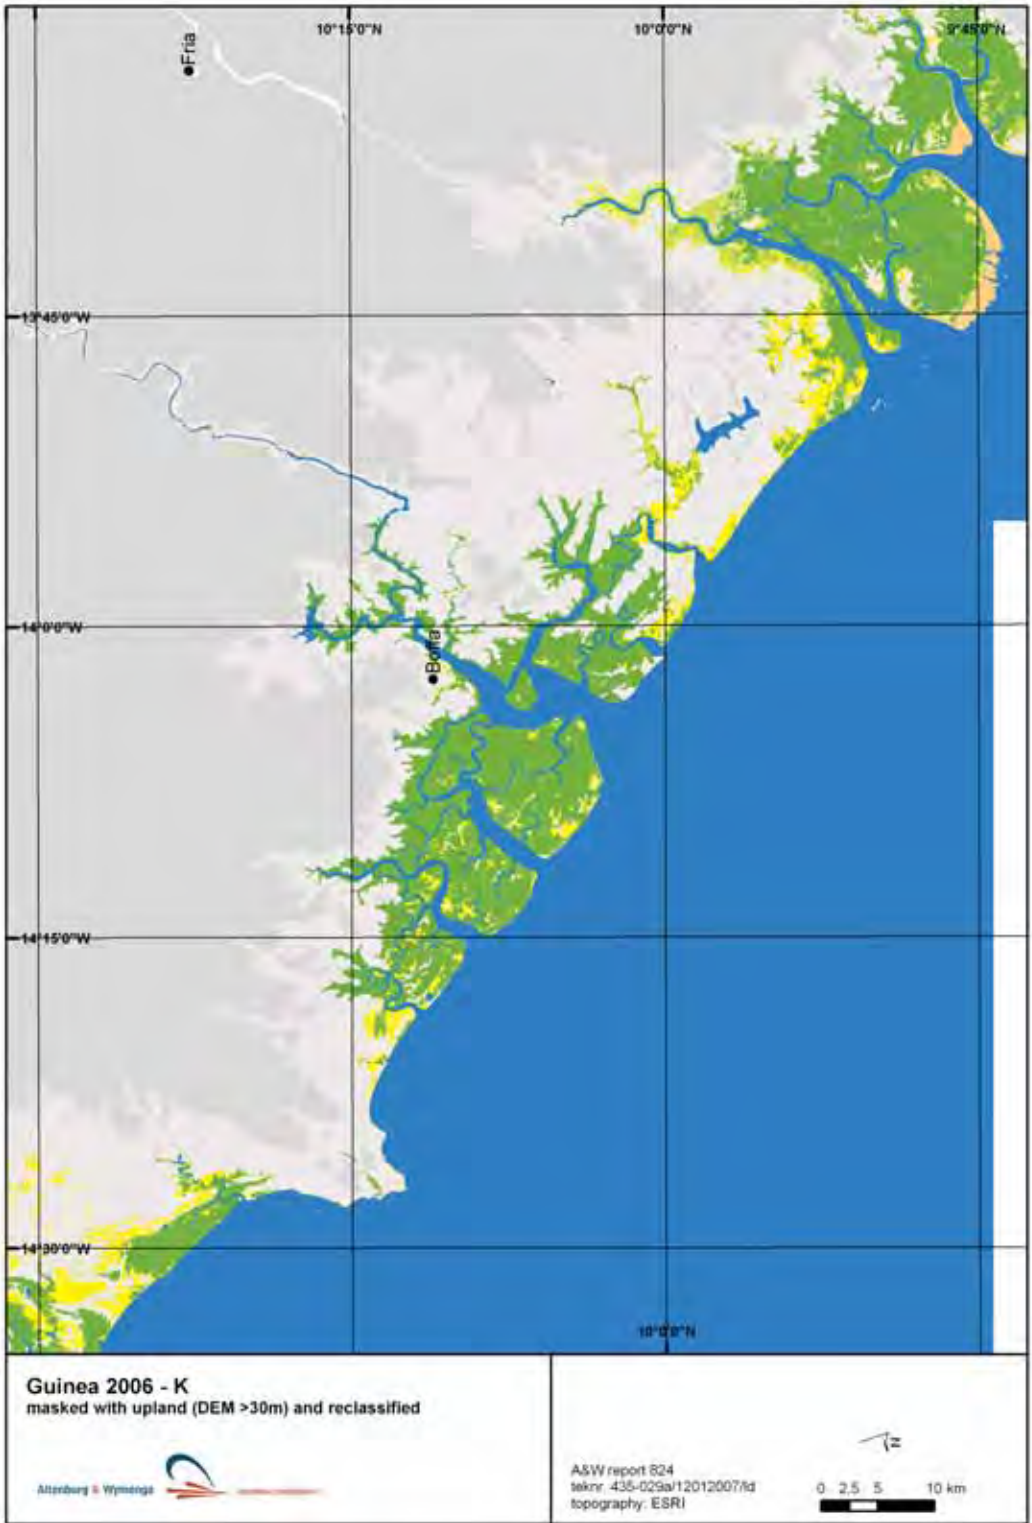 10°15'0"N
10°0'0"N
9°45'0"N
Fria
13°45'0"W
14°0'0"W
Boffa
14°15'0"W
14°30'0"W
10°0'0"N
Guinea 2006 - K
masked with upland (DEM >30m) and reclassified
Altenburg & Wymenga
A&W report 824
teknr. 435-029a/12012007/ld
topography: ESRI
N
0 2,5 5 10 km